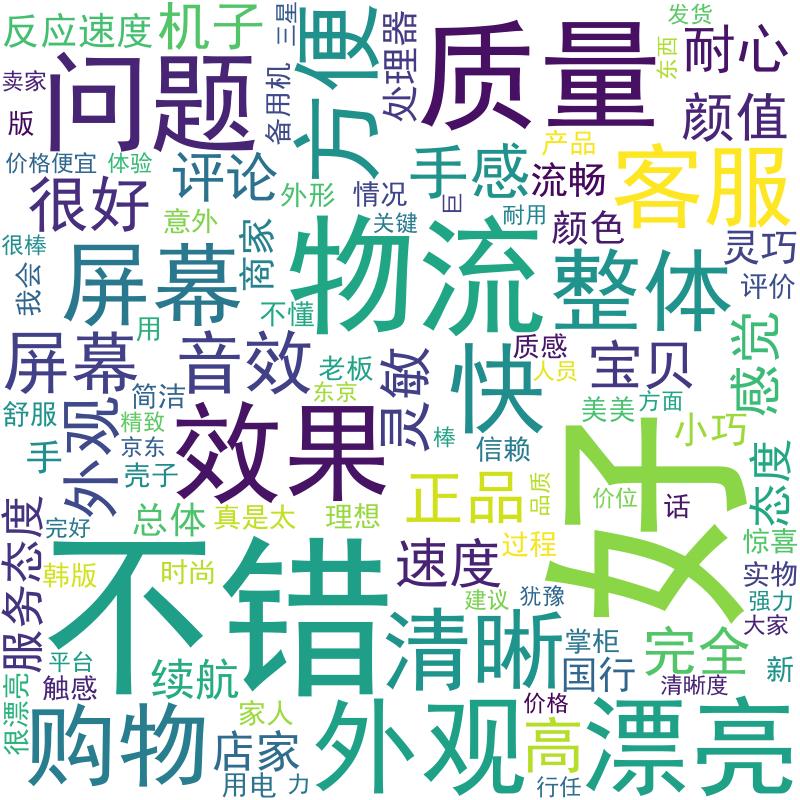 反应速度
机子
三星
方便
处理器
质量
发货
东西
耐心
卖家
问题
备用机
版
颜值
价格便宜
体验
评论
手感
流畅
产品
客服
很好
外形
情况
巨
耐用
颜色
意外
关键
灵巧
很棒
我会
屏幕
商家
物流
整体
评价
不懂
用
屏幕
音效
老板
灵敏
快
质感
人员
宝贝
感觉
舒服
外观
简洁
东京
精致
京东
效果
棒
信赖
美美
方面
小巧
手
壳子
正品
品质
好
价位
话
态度
服务态度
完好
总体
真是太
理想
速度
过程
惊喜
韩版
时尚
不错
建议
犹豫
实物
强力
大家
平台
触感
续航
清晰
掌柜
国行
完全
清晰度
新
很漂亮
购物
家人
店家
用电
力
外观
价格
高
行任
漂亮